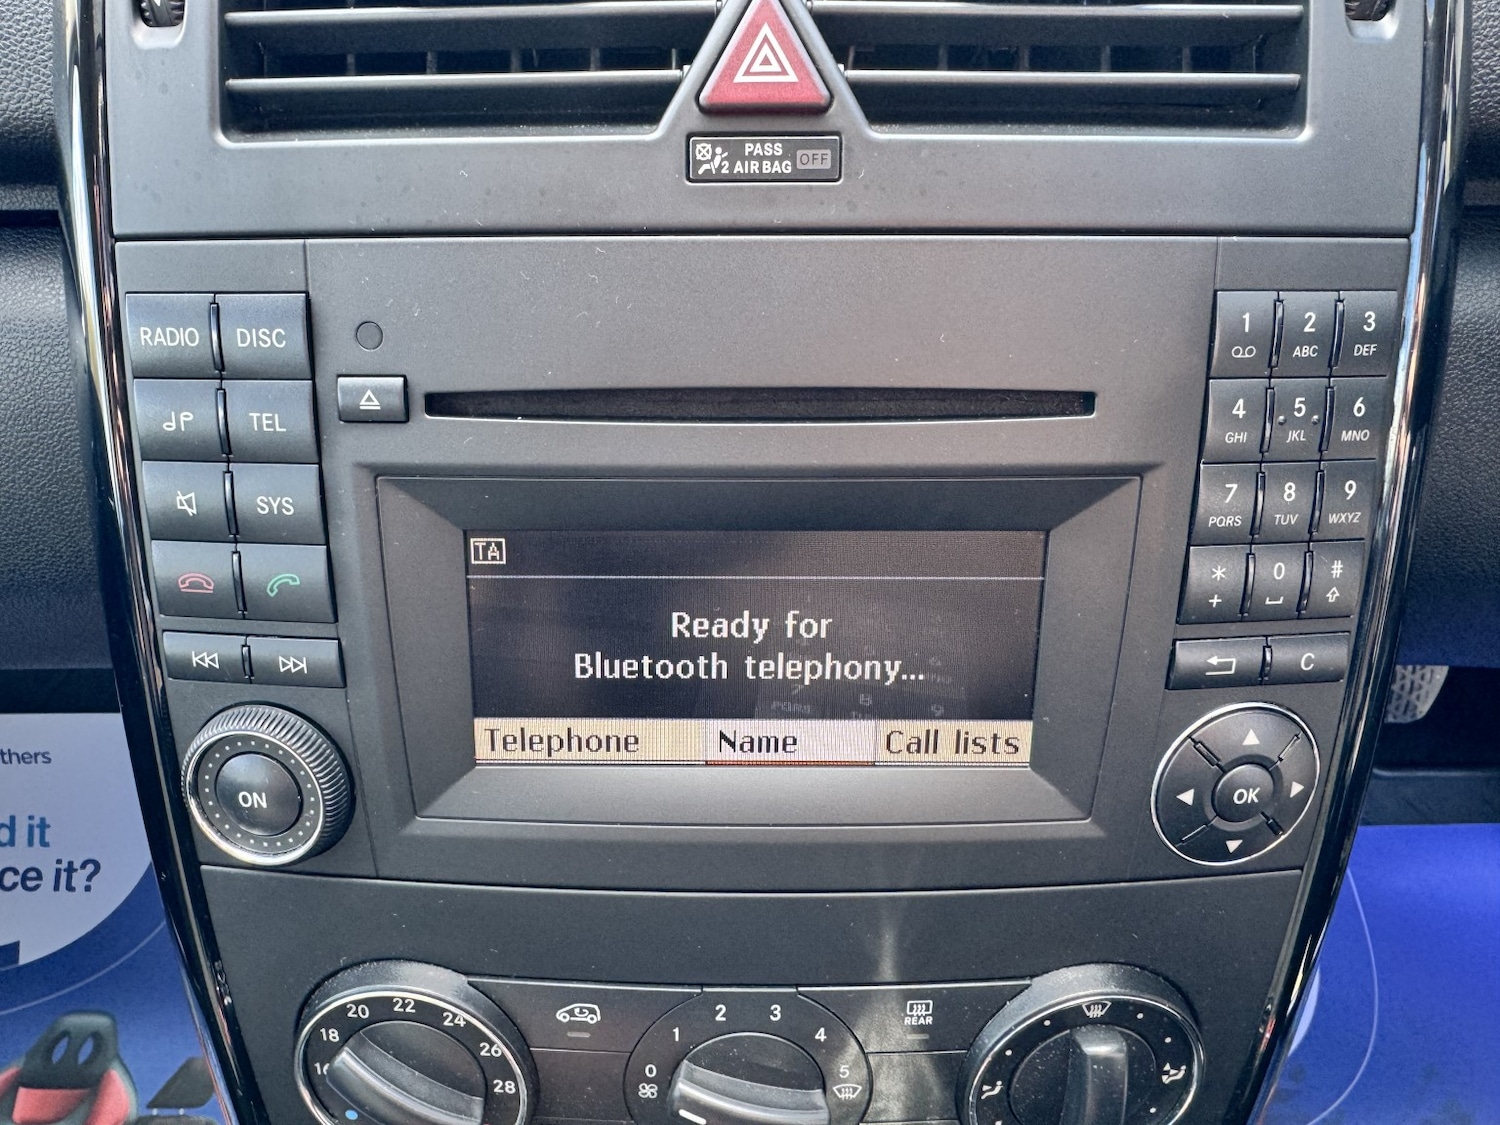 PASS
2 AIR BAG OFF
RADIO DISC
TEL
SYS
ON
TA
Ready for
Bluetooth telephony...
Telephone Name Call lists
1 2 3
ABC DEF
4 5 6
GHI JKL MNO
7 8 9
PQRS TUV WXYZ
* 0 #
+
C
OK
thers
d it
ce it?
16 18 20 22 24 26 28
0 1 2 3 4 5
REAR